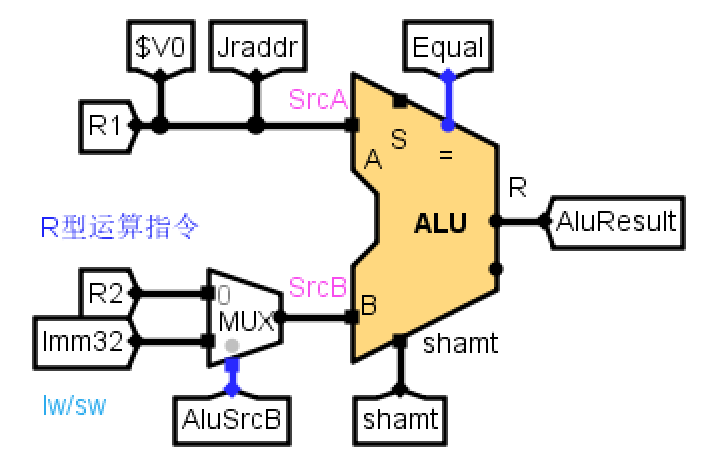 $V0
Jraddr
Equal
SrcA
R1
S
=
A
R
R型运算指令
ALU
AluResult
R2
0
SrcB
MUX
B
Imm32
shamt
lw/sw
AluSrcB
shamt